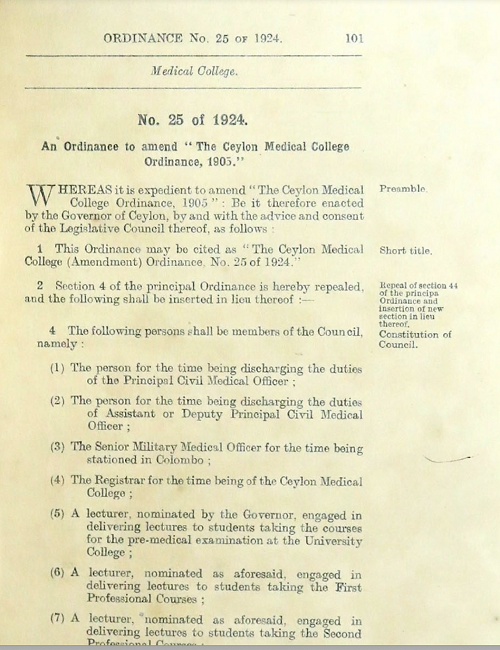 ORDINANCE No. 25 OF 1924. 101
Medical College.
No. 25 of 1924.
An Ordinance to amend “ The Ceylon Medical College
Ordinance, 1905.”
WHEREAS it is expedient to amend “ The Ceylon Medical
College Ordinance, 1905 ” : Be it therefore enacted
by the Governor of Ceylon, by and with the advice and consent
of the Legislative Council thereof, as follows :
Preamble.
1 This Ordinance may be cited as “ The Ceylon Medical
College (Amendment) Ordinance, No. 25 of 1924.”
Short title.
2 Section 4 of the principal Ordinance is hereby repealed,
and the following shall be inserted in lieu thereof :—
Repeal of section 44
of the principa
Ordinance and
insertion of new
section in lieu
thereof.
4 The following persons shall be members of the Council,
namely :
Constitution of
Council.
(1) The person for the time being discharging the duties
of the Principal Civil Medical Officer ;
(2) The person for the time being discharging the duties
of Assistant or Deputy Principal Civil Medical
Officer ;
(3) The Senior Military Medical Officer for the time being
stationed in Colombo ;
(4) The Registrar for the time being of the Ceylon Medical
College ;
(5) A lecturer, nominated by the Governor, engaged in
delivering lectures to students taking the courses
for the pre-medical examination at the University
College ;
(6) A lecturer, nominated as aforesaid, engaged in
delivering lectures to students taking the First
Professional Courses ;
(7) A lecturer, nominated as aforesaid, engaged in
delivering lectures to students taking the Second
Professional Courses ;